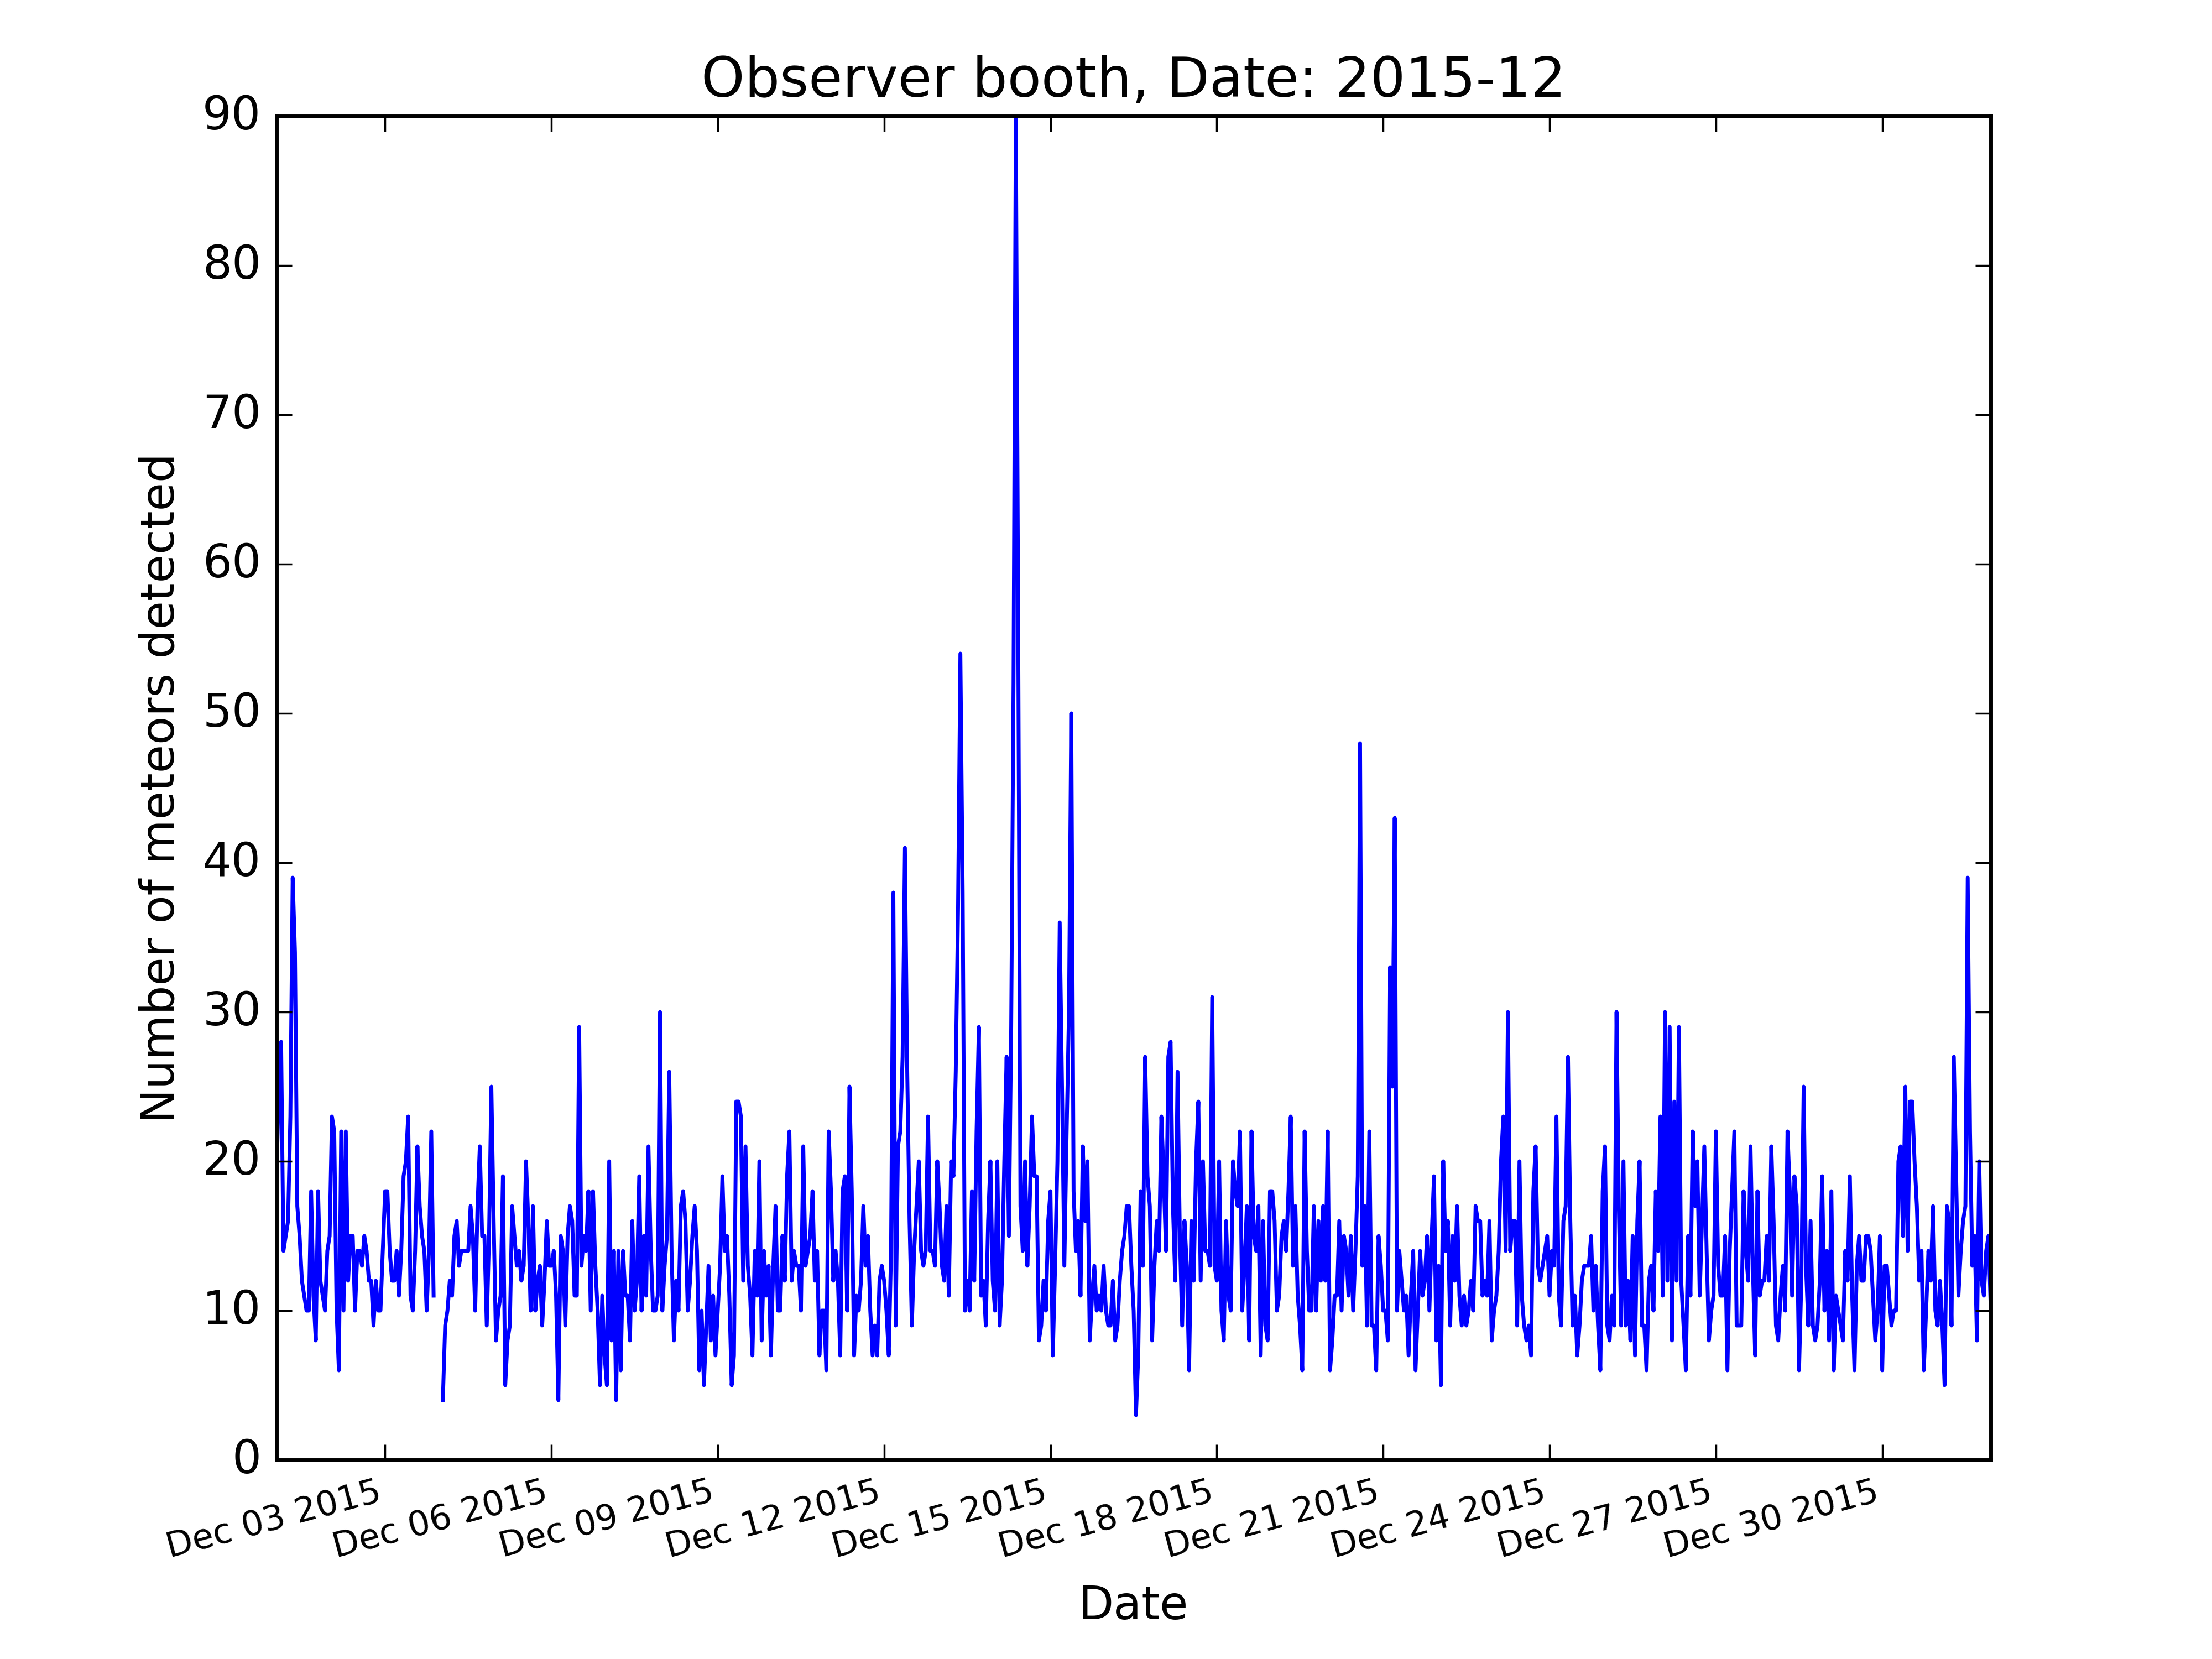 Observer booth, Date: 2015-12
Number of meteors detected
90
80
70
60
50
40
30
20
10
0
Dec 03 2015
Dec 06 2015
Dec 09 2015
Dec 12 2015
Dec 15 2015
Dec 18 2015
Dec 21 2015
Dec 24 2015
Dec 27 2015
Dec 30 2015
Date